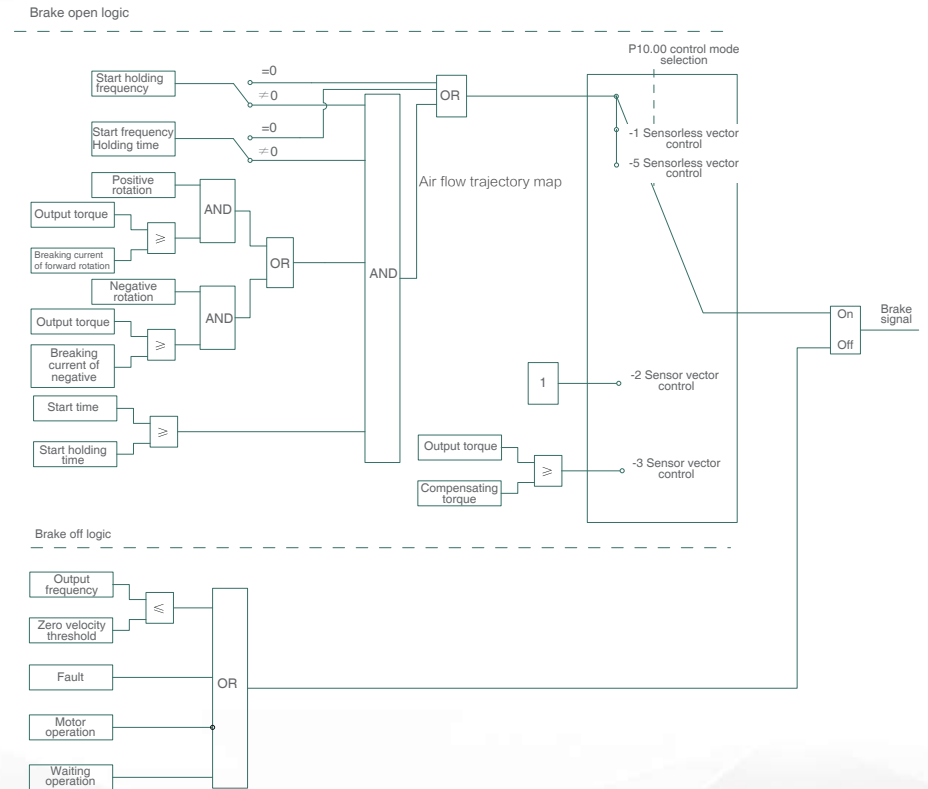 Brake open logic
P10.00 control mode
selection
Start holding
frequency
=0
≠0
OR
Start frequency
Holding time
=0
≠0
-1 Sensorless vector
control
-5 Sensorless vector
control
Air flow trajectory map
Positive
rotation
AND
Output torque
≥
Breaking current
of forward rotation
OR
AND
Negative
rotation
AND
Output torque
≥
Breaking
current of
negative
On
Off
Brake
signal
1
-2 Sensor vector
control
Start time
≥
Start holding
time
Output torque
≥
Compensating
torque
-3 Sensor vector
control
Brake off logic
Output
frequency
≤
Zero velocity
threshold
Fault
OR
Motor
operation
Waiting
operation